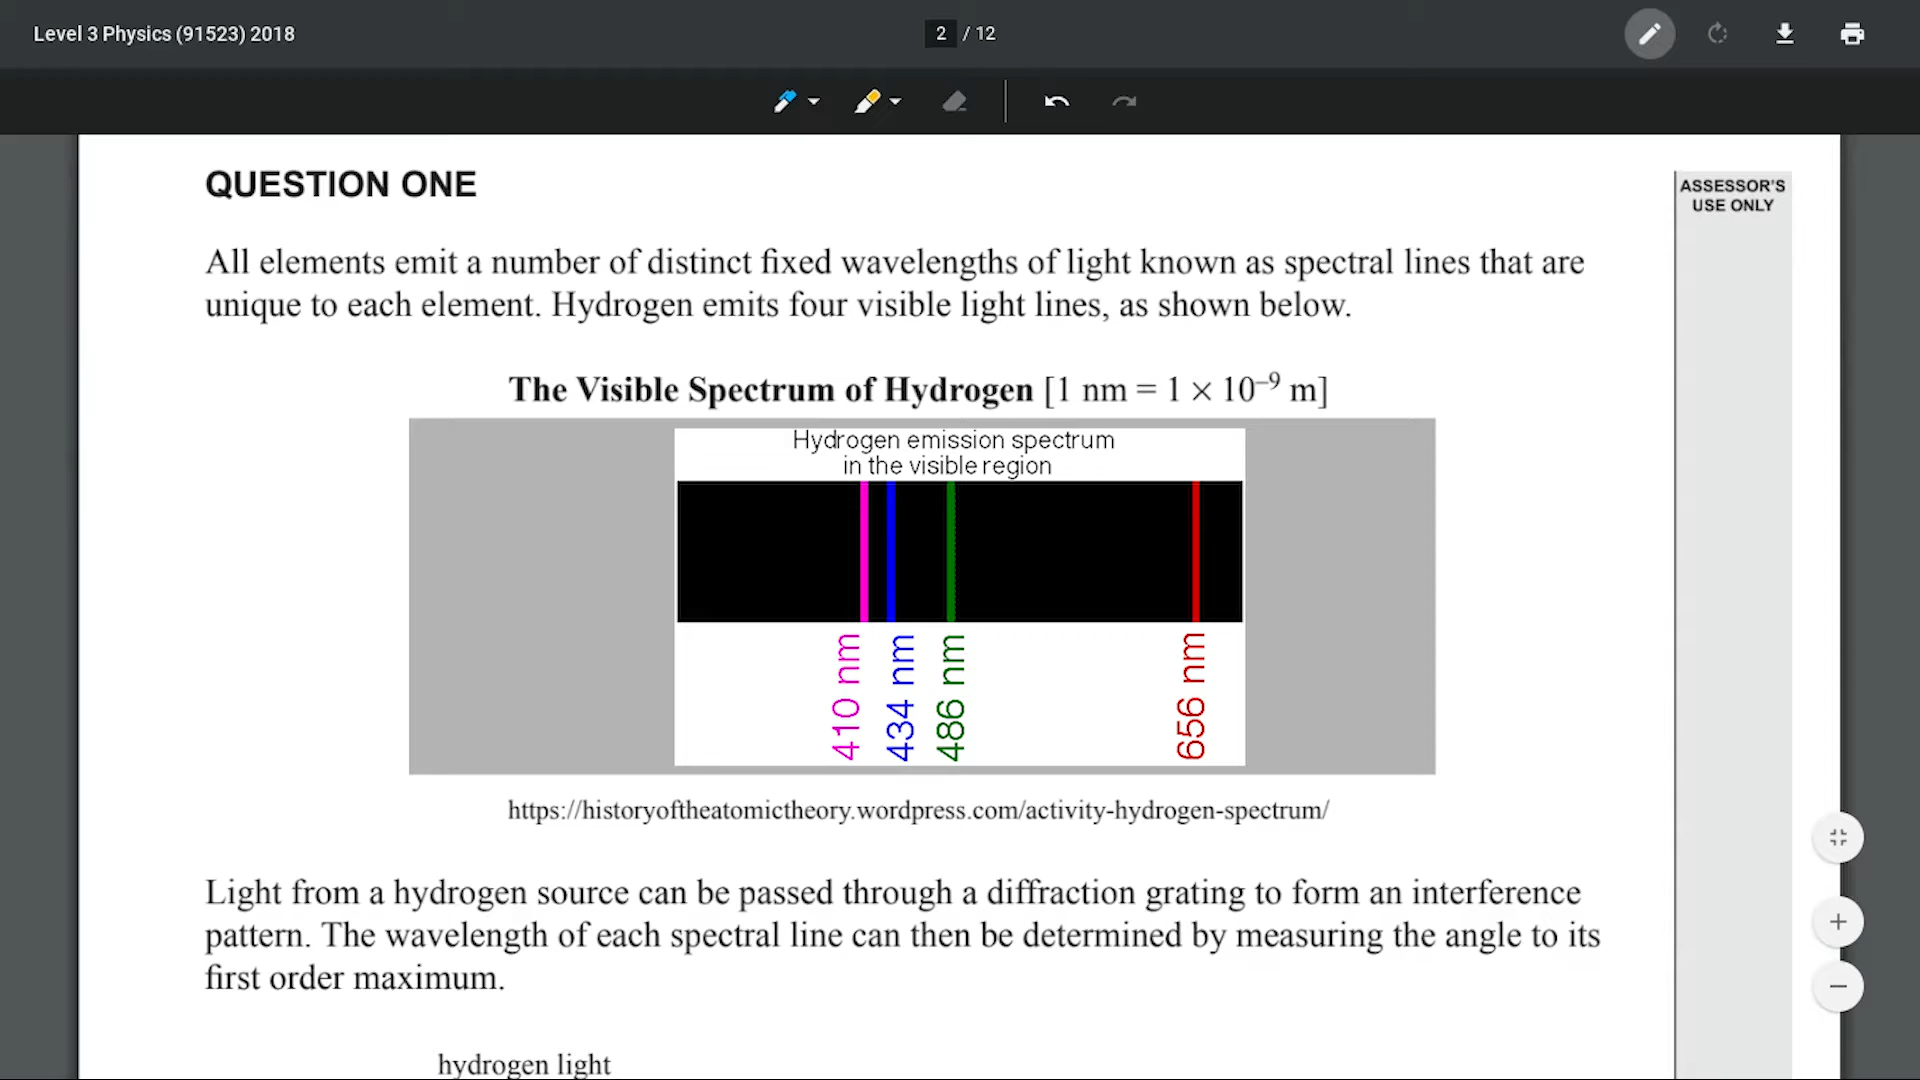 Level 3 Physics (91523) 2018
2 / 12
QUESTION ONE
ASSESSOR'S
USE ONLY
All elements emit a number of distinct fixed wavelengths of light known as spectral lines that are
unique to each element. Hydrogen emits four visible light lines, as shown below.
The Visible Spectrum of Hydrogen [1 nm = 1 × 10⁻⁹ m]
Hydrogen emission spectrum
in the visible region
410 nm
434 nm
486 nm
656 nm
https://historyoftheatomictheory.wordpress.com/activity-hydrogen-spectrum/
Light from a hydrogen source can be passed through a diffraction grating to form an interference
pattern. The wavelength of each spectral line can then be determined by measuring the angle to its
first order maximum.
hydrogen light